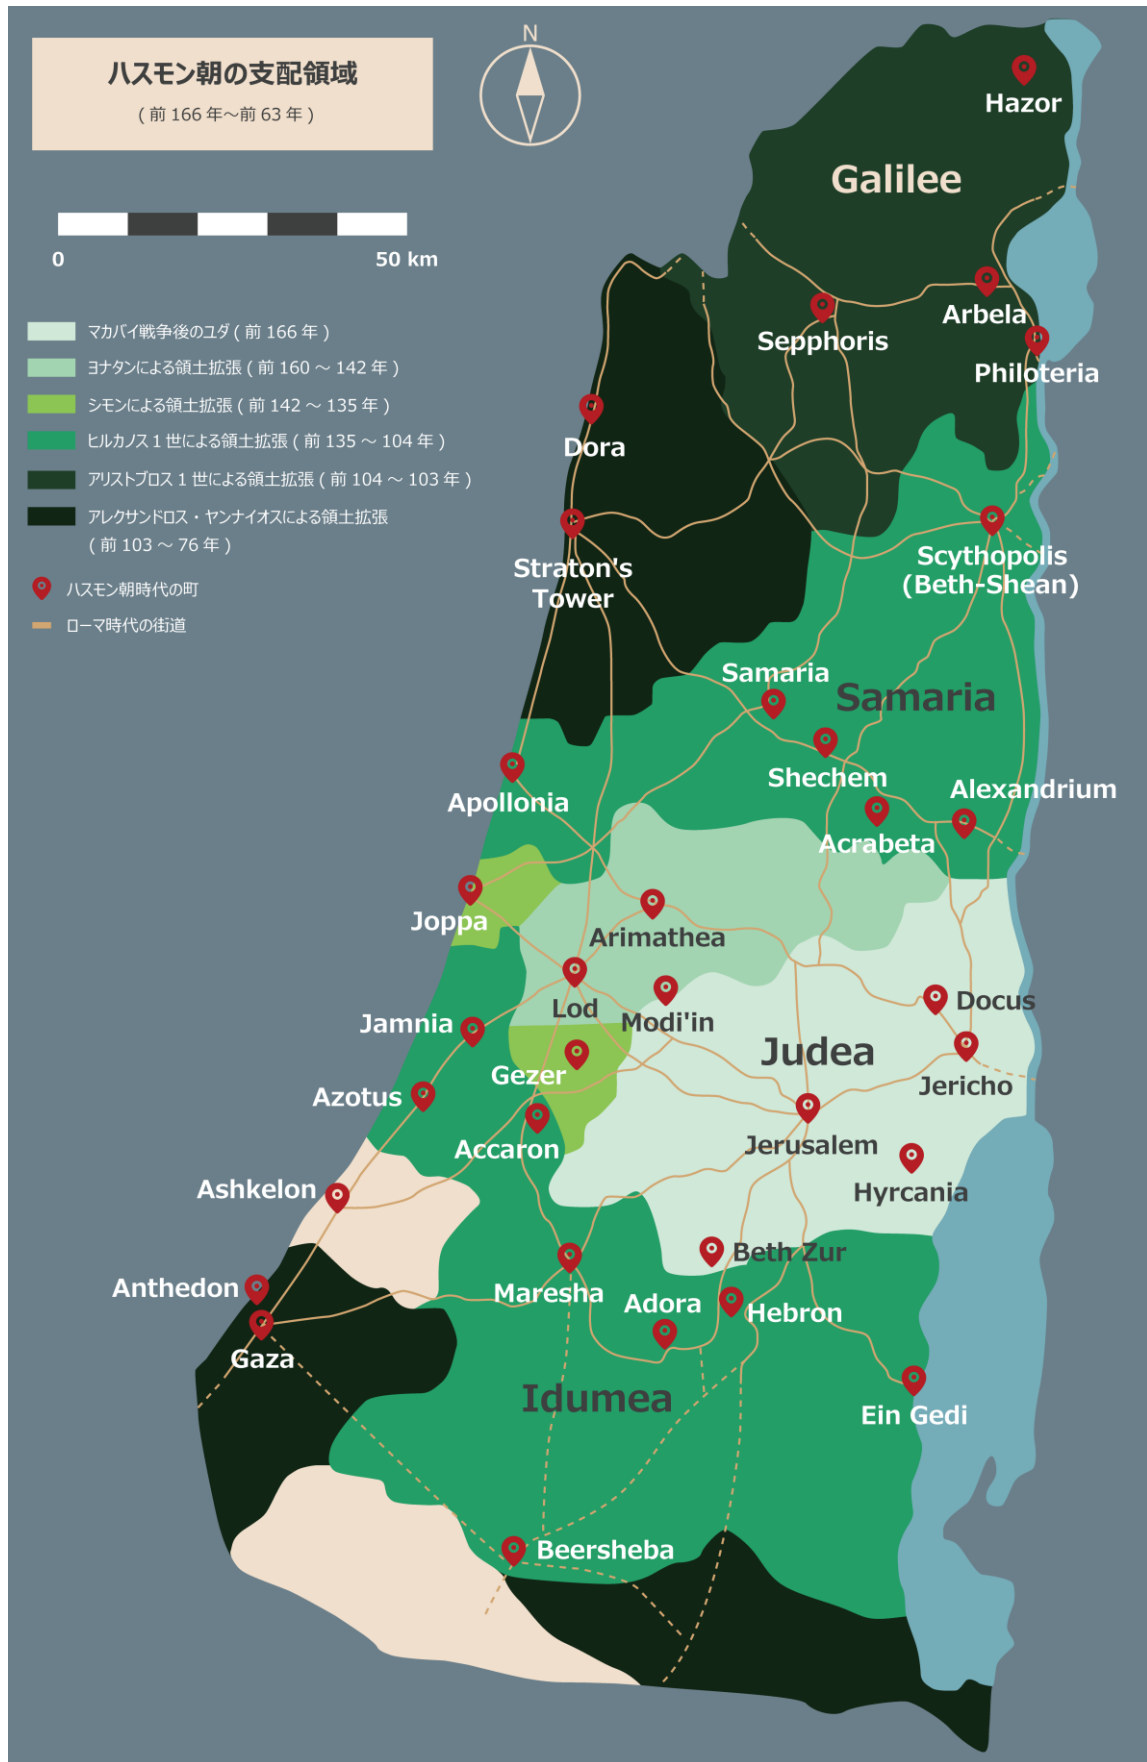 ハスモン朝の支配領域
( 前 166 年～前 63 年 )
N
0
50 km
マカバイ戦争後のユダ ( 前 166 年 )
ヨナタンによる領土拡張 ( 前 160 ～ 142 年 )
シモンによる領土拡張 ( 前 142 ～ 135 年 )
ヒルカノス 1 世による領土拡張 ( 前 135 ～ 104 年 )
アリストブロス 1 世による領土拡張 ( 前 104 ～ 103 年 )
アレクサンドロス・ヤンナイオスによる領土拡張
( 前 103 ～ 76 年 )
ハスモン朝時代の町
ローマ時代の街道
Hazor
Galilee
Arbela
Sepphoris
Philoteria
Dora
Straton's
Tower
Scythopolis
(Beth-Shean)
Samaria
Samaria
Shechem
Alexandrium
Apollonia
Acrabeta
Joppa
Arimathea
Lod
Modi'in
Docus
Jamnia
Judea
Gezer
Jericho
Azotus
Accaron
Jerusalem
Ashkelon
Hyrcania
Beth Zur
Anthedon
Maresha
Adora
Hebron
Gaza
Idumea
Ein Gedi
Beersheba